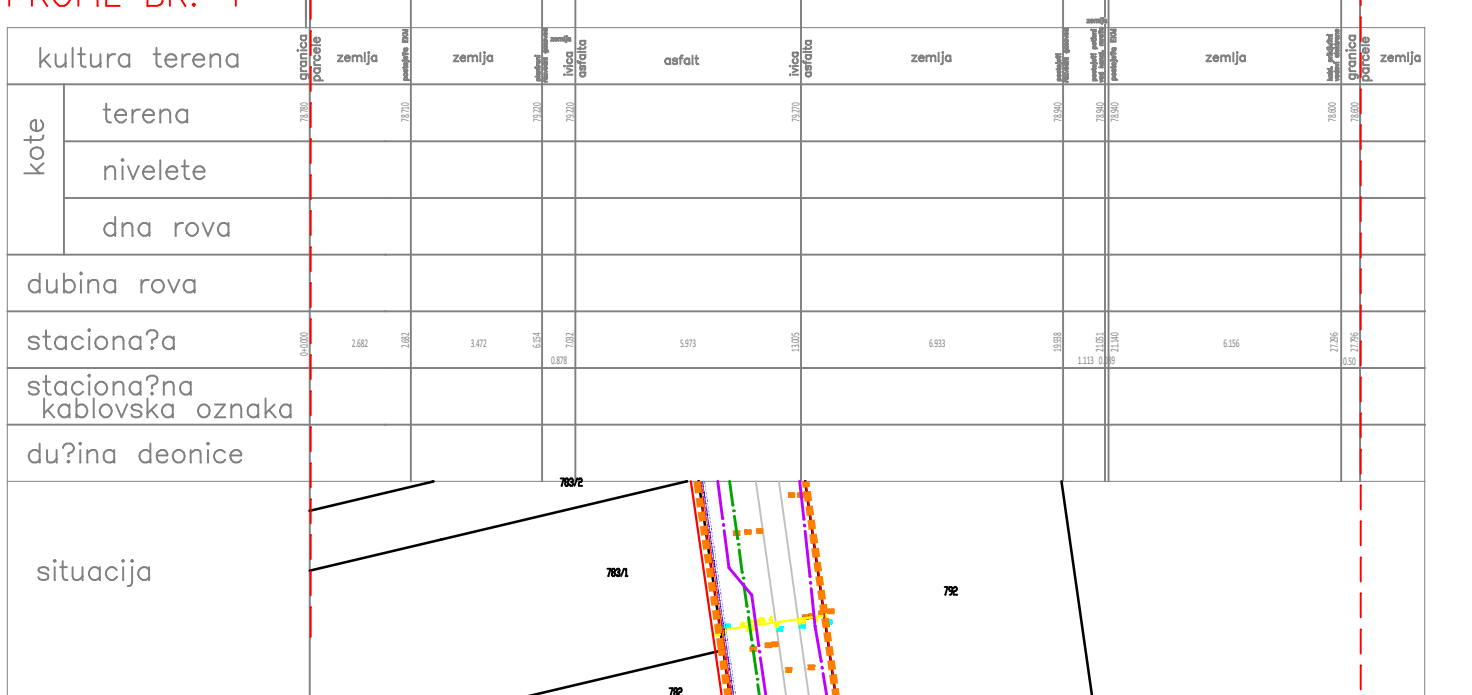 kultura terena
granica
parcele
zemlja
zemlja
ivica
asfalta
asfalt
ivica
asfalta
zemlja
zemlja
granica
parcele
zemlja
kote
terena
78.780
78.710
79.220
79.220
79.270
78.940
78.940
78.940
78.600
78.600
nivelete
dna rova
dubina rova
staciona?a
0+0.000
2.682
2.682
3.472
6.154
0.878
7.032
5.973
13.005
6.933
19.938
1.113
21.051
21.140
6.156
27.296
0.50
27.796
staciona?na
kablovska oznaka
du?ina deonice
situacija
783/2
783/1
792
782